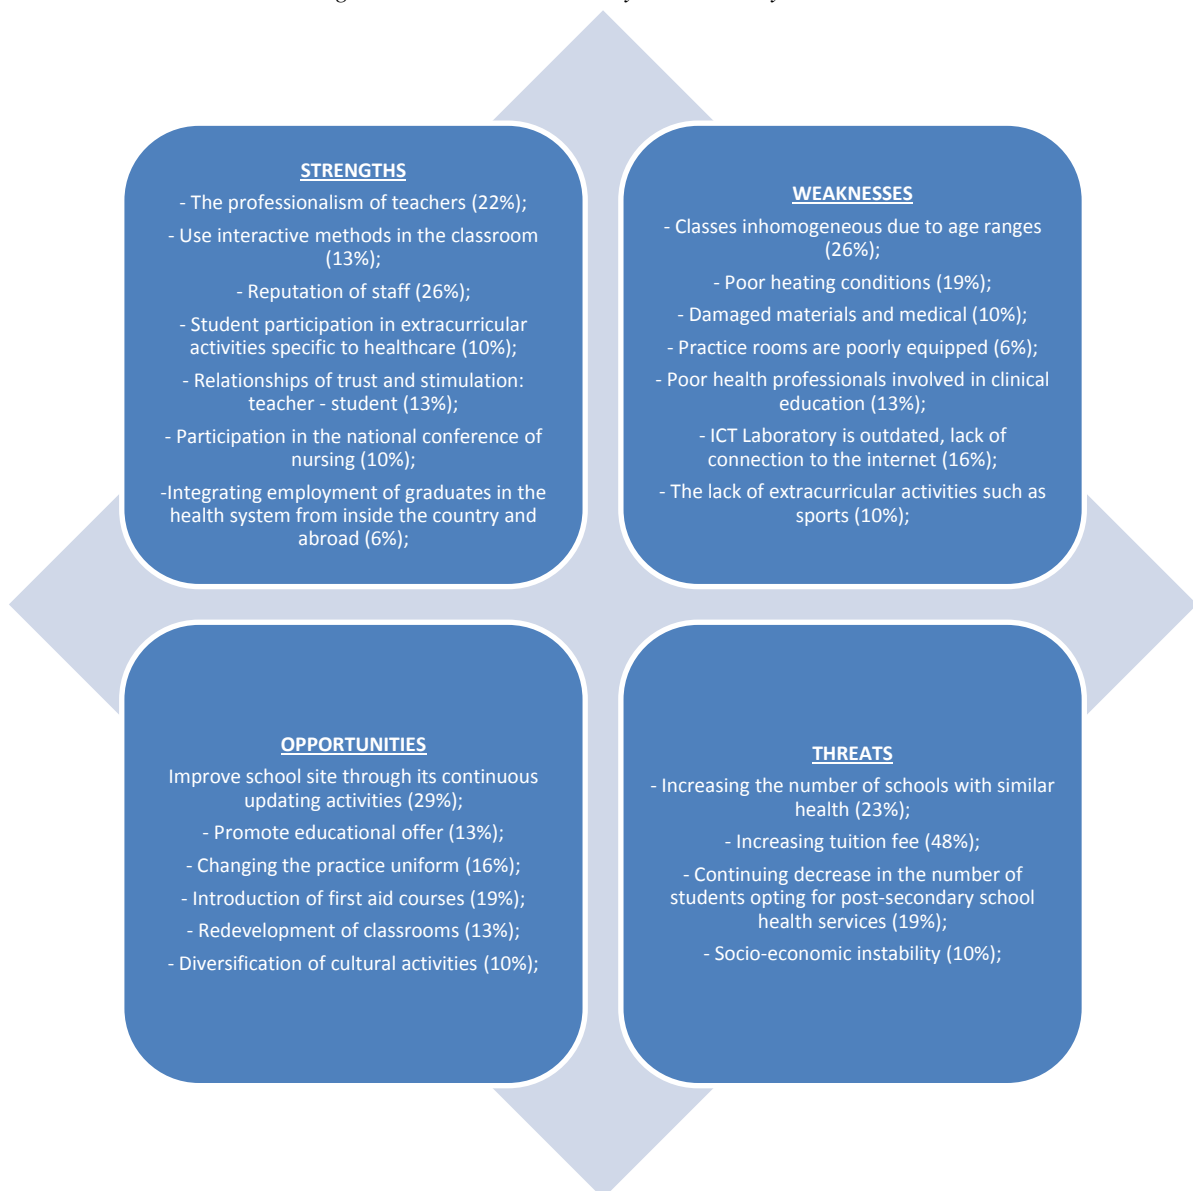 STRENGTHS
- The professionalism of teachers (22%);
- Use interactive methods in the classroom
(13%);
- Reputation of staff (26%);
- Student participation in extracurricular
activities specific to healthcare (10%);
- Relationships of trust and stimulation:
teacher - student (13%);
- Participation in the national conference of
nursing (10%);
-Integrating employment of graduates in the
health system from inside the country and
abroad (6%);
WEAKNESSES
- Classes inhomogeneous due to age ranges
(26%);
- Poor heating conditions (19%);
- Damaged materials and medical (10%);
- Practice rooms are poorly equipped (6%);
- Poor health professionals involved in clinical
education (13%);
- ICT Laboratory is outdated, lack of
connection to the internet (16%);
- The lack of extracurricular activities such as
sports (10%);
OPPORTUNITIES
Improve school site through its continuous
updating activities (29%);
- Promote educational offer (13%);
- Changing the practice uniform (16%);
- Introduction of first aid courses (19%);
- Redevelopment of classrooms (13%);
- Diversification of cultural activities (10%);
THREATS
- Increasing the number of schools with similar
health (23%);
- Increasing tuition fee (48%);
- Continuing decrease in the number of
students opting for post-secondary school
health services (19%);
- Socio-economic instability (10%);